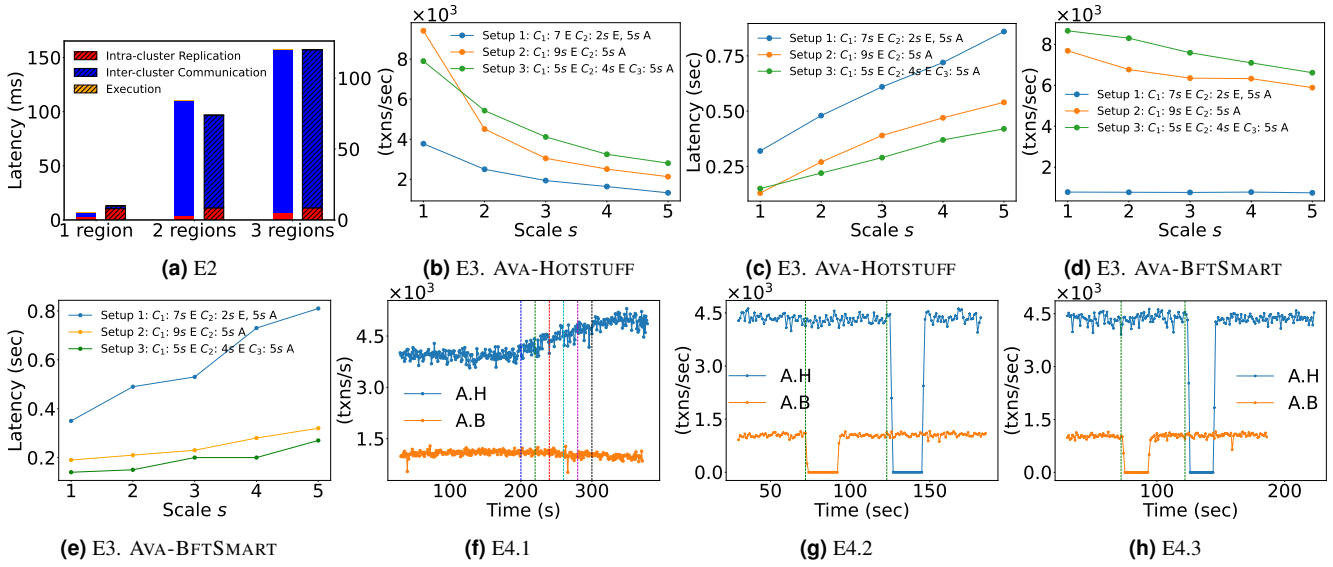 Latency (ms)
150
100
50
0
100
50
0
Intra-cluster Replication
Inter-cluster Communication
Execution
1 region
2 regions
3 regions
(a) E2
×10³
(txns/sec)
8
6
4
2
Setup 1: C₁: 7 E C₂: 2s E, 5s A
Setup 2: C₁: 9s E C₂: 5s A
Setup 3: C₁: 5s E C₂: 4s E C₃: 5s A
1 2 3 4 5
Scale s
(b) E3. AVA-HOTSTUFF
Latency (sec)
0.75
0.50
0.25
Setup 1: C₁: 7s E C₂: 2s E, 5s A
Setup 2: C₁: 9s E C₂: 5s A
Setup 3: C₁: 5s E C₂: 4s E C₃: 5s A
1 2 3 4 5
Scale s
(c) E3. AVA-HOTSTUFF
×10³
(txns/sec)
8
6
4
2
Setup 1: C₁: 7s E C₂: 2s E, 5s A
Setup 2: C₁: 9s E C₂: 5s A
Setup 3: C₁: 5s E C₂: 4s E C₃: 5s A
1 2 3 4 5
Scale s
(d) E3. AVA-BFTSMART
Latency (sec)
0.8
0.6
0.4
0.2
Setup 1: C₁: 7s E C₂: 2s E, 5s A
Setup 2: C₁: 9s E C₂: 5s A
Setup 3: C₁: 5s E C₂: 4s E C₃: 5s A
1 2 3 4 5
Scale s
(e) E3. AVA-BFTSMART
×10³
(txns/s)
4.5
3.0
1.5
A.H
A.B
100 200 300
Time (s)
(f) E4.1
×10³
(txns/sec)
4.5
3.0
1.5
0.0
A.H
A.B
50 100 150
Time (sec)
(g) E4.2
×10³
(txns/sec)
4.5
3.0
1.5
0.0
A.H
A.B
100 200
Time (sec)
(h) E4.3